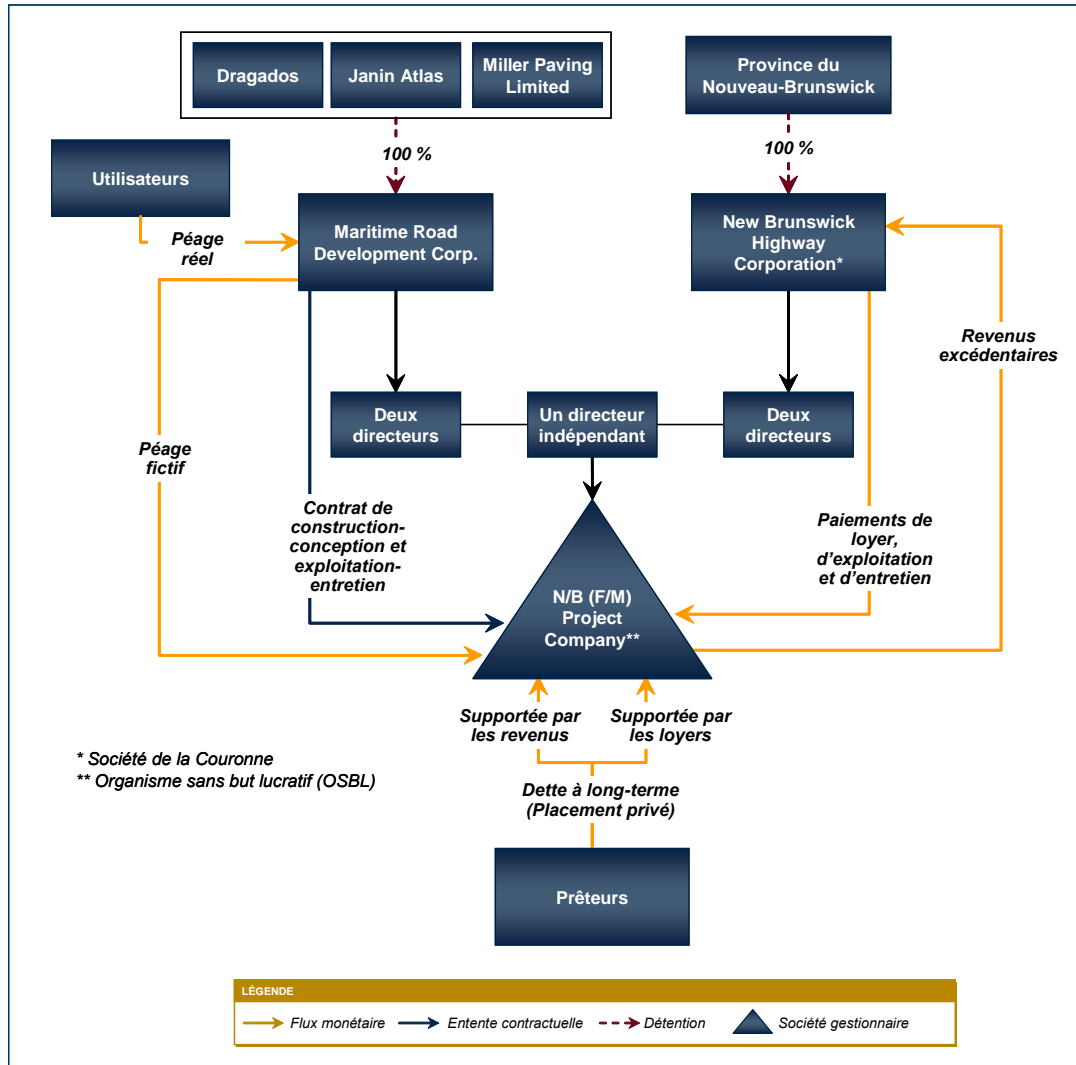 Dragados
Janin Atlas
Miller Paving
Limited
Province du
Nouveau-Brunswick
100 %
100 %
Utilisateurs
Péage
réel
Maritime Road
Development Corp.
New Brunswick
Highway
Corporation*
Revenus
excédentaires
Deux
directeurs
Un directeur
indépendant
Deux
directeurs
Péage
fictif
Contrat de
construction-
conception et
exploitation-
entretien
Paiements de
loyer,
d'exploitation
et d'entretien
N/B (F/M)
Project
Company**
Supportée par
les revenus
Supportée par
les loyers
* Société de la Couronne
** Organisme sans but lucratif (OSBL)
Dette à long-terme
(Placement privé)
Prêteurs
LÉGENDE
Flux monétaire
Entente contractuelle
Détention
Société gestionnaire